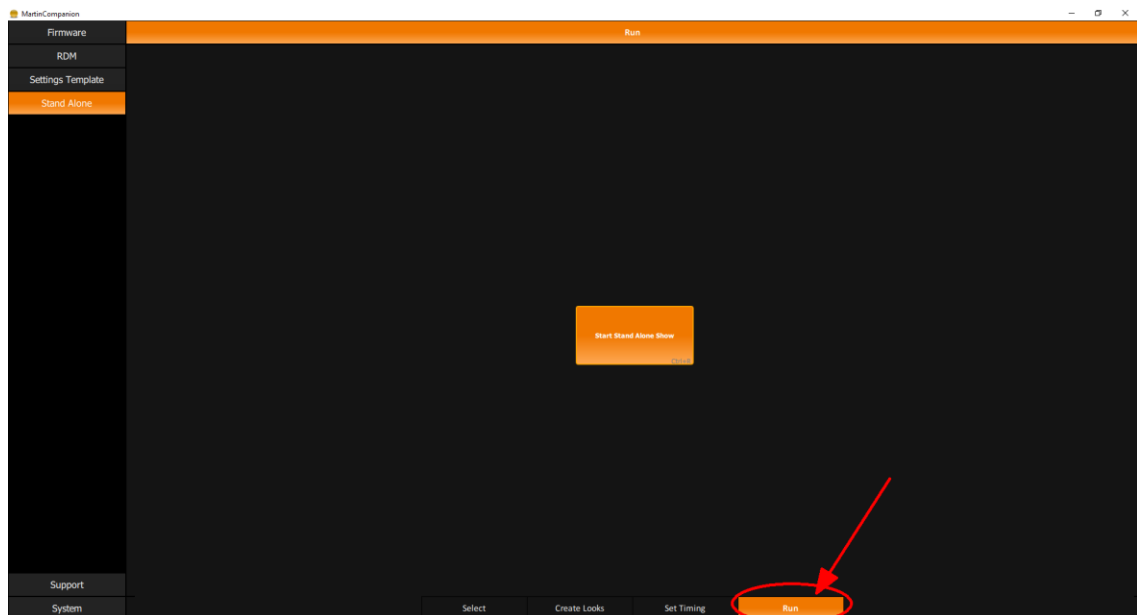 MartinCompanion
Firmware
Run
RDM
Settings Template
Stand Alone
Start Stand Alone Show
Ctrl+R
Support
System
Select
Create Looks
Set Timing
Run